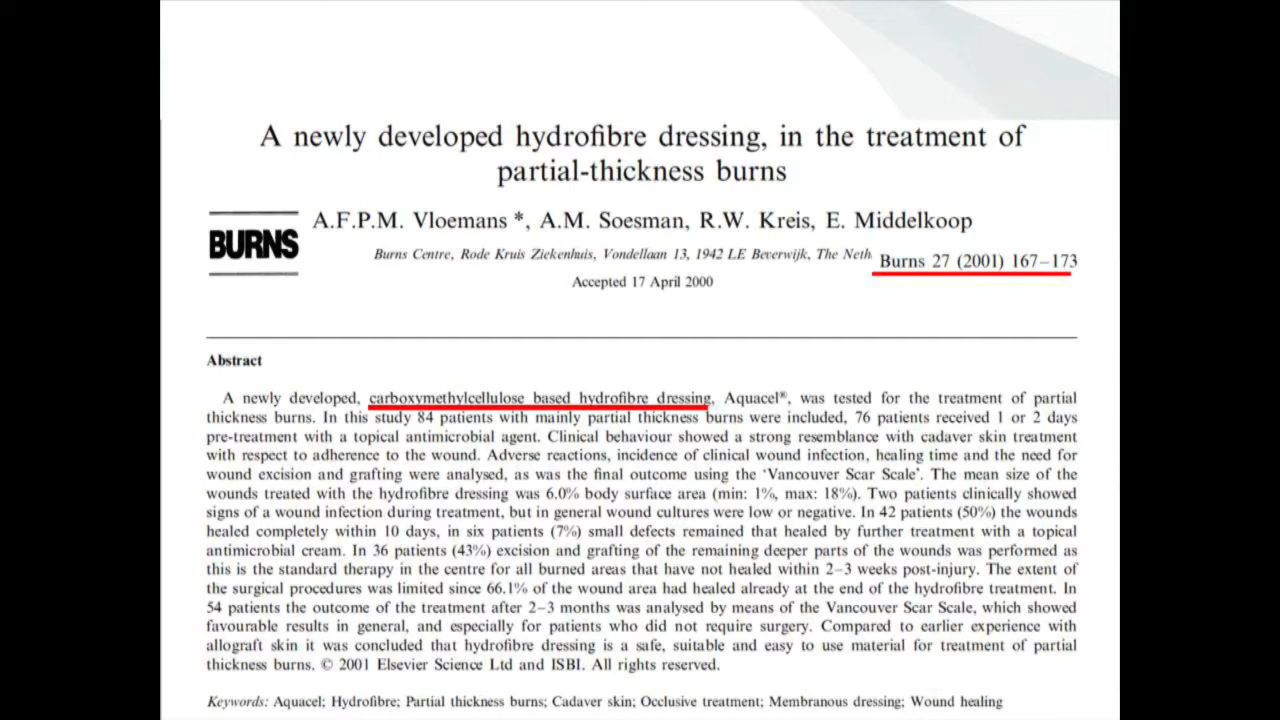 A newly developed hydrofibre dressing, in the treatment of
partial-thickness burns
BURNS
A.F.P.M. Vloemans *, A.M. Soesman, R.W. Kreis, E. Middelkoop
Burns Centre, Rode Kruis Ziekenhuis, Vondellaan 13, 1942 LE Beverwijk, The Neth
Burns 27 (2001) 167–173
Accepted 17 April 2000
Abstract
A newly developed, carboxymethylcellulose based hydrofibre dressing, Aquacel®, was tested for the treatment of partial
thickness burns. In this study 84 patients with mainly partial thickness burns were included, 76 patients received 1 or 2 days
pre-treatment with a topical antimicrobial agent. Clinical behaviour showed a strong resemblance with cadaver skin treatment
with respect to adherence to the wound. Adverse reactions, incidence of clinical wound infection, healing time and the need for
wound excision and grafting were analysed, as was the final outcome using the ‘Vancouver Scar Scale’. The mean size of the
wounds treated with the hydrofibre dressing was 6.0% body surface area (min: 1%, max: 18%). Two patients clinically showed
signs of a wound infection during treatment, but in general wound cultures were low or negative. In 42 patients (50%) the wounds
healed completely within 10 days, in six patients (7%) small defects remained that healed by further treatment with a topical
antimicrobial cream. In 36 patients (43%) excision and grafting of the remaining deeper parts of the wounds was performed as
this is the standard therapy in the centre for all burned areas that have not healed within 2–3 weeks post-injury. The extent of
the surgical procedures was limited since 66.1% of the wound area had healed already at the end of the hydrofibre treatment. In
54 patients the outcome of the treatment after 2–3 months was analysed by means of the Vancouver Scar Scale, which showed
favourable results in general, and especially for patients who did not require surgery. Compared to earlier experience with
allograft skin it was concluded that hydrofibre dressing is a safe, suitable and easy to use material for treatment of partial
thickness burns. © 2001 Elsevier Science Ltd and ISBI. All rights reserved.
Keywords: Aquacel; Hydrofibre; Partial thickness burns; Cadaver skin; Occlusive treatment; Membranous dressing; Wound healing